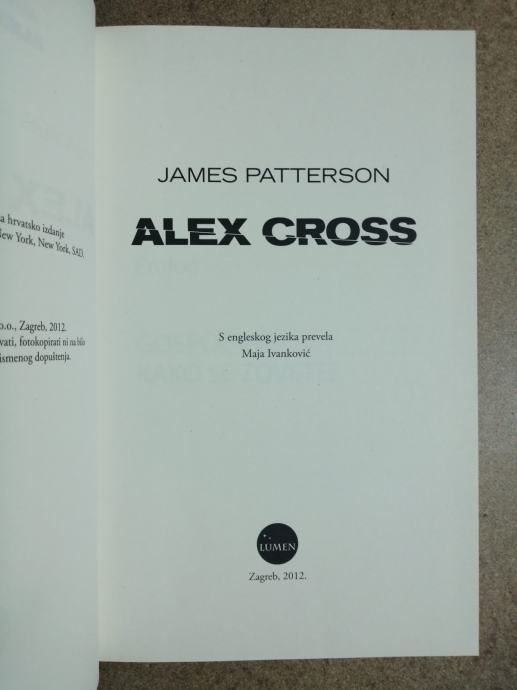 a hrvatsko izdanje
New York, New York, SAD.
o.o., Zagreb, 2012.
vati, fotokopirati ni na bilo
ismenog dopuštenja.
JAMES PATTERSON
ALEX CROSS
S engleskog jezika prevela
Maja Ivanković
LUMEN
Zagreb, 2012.